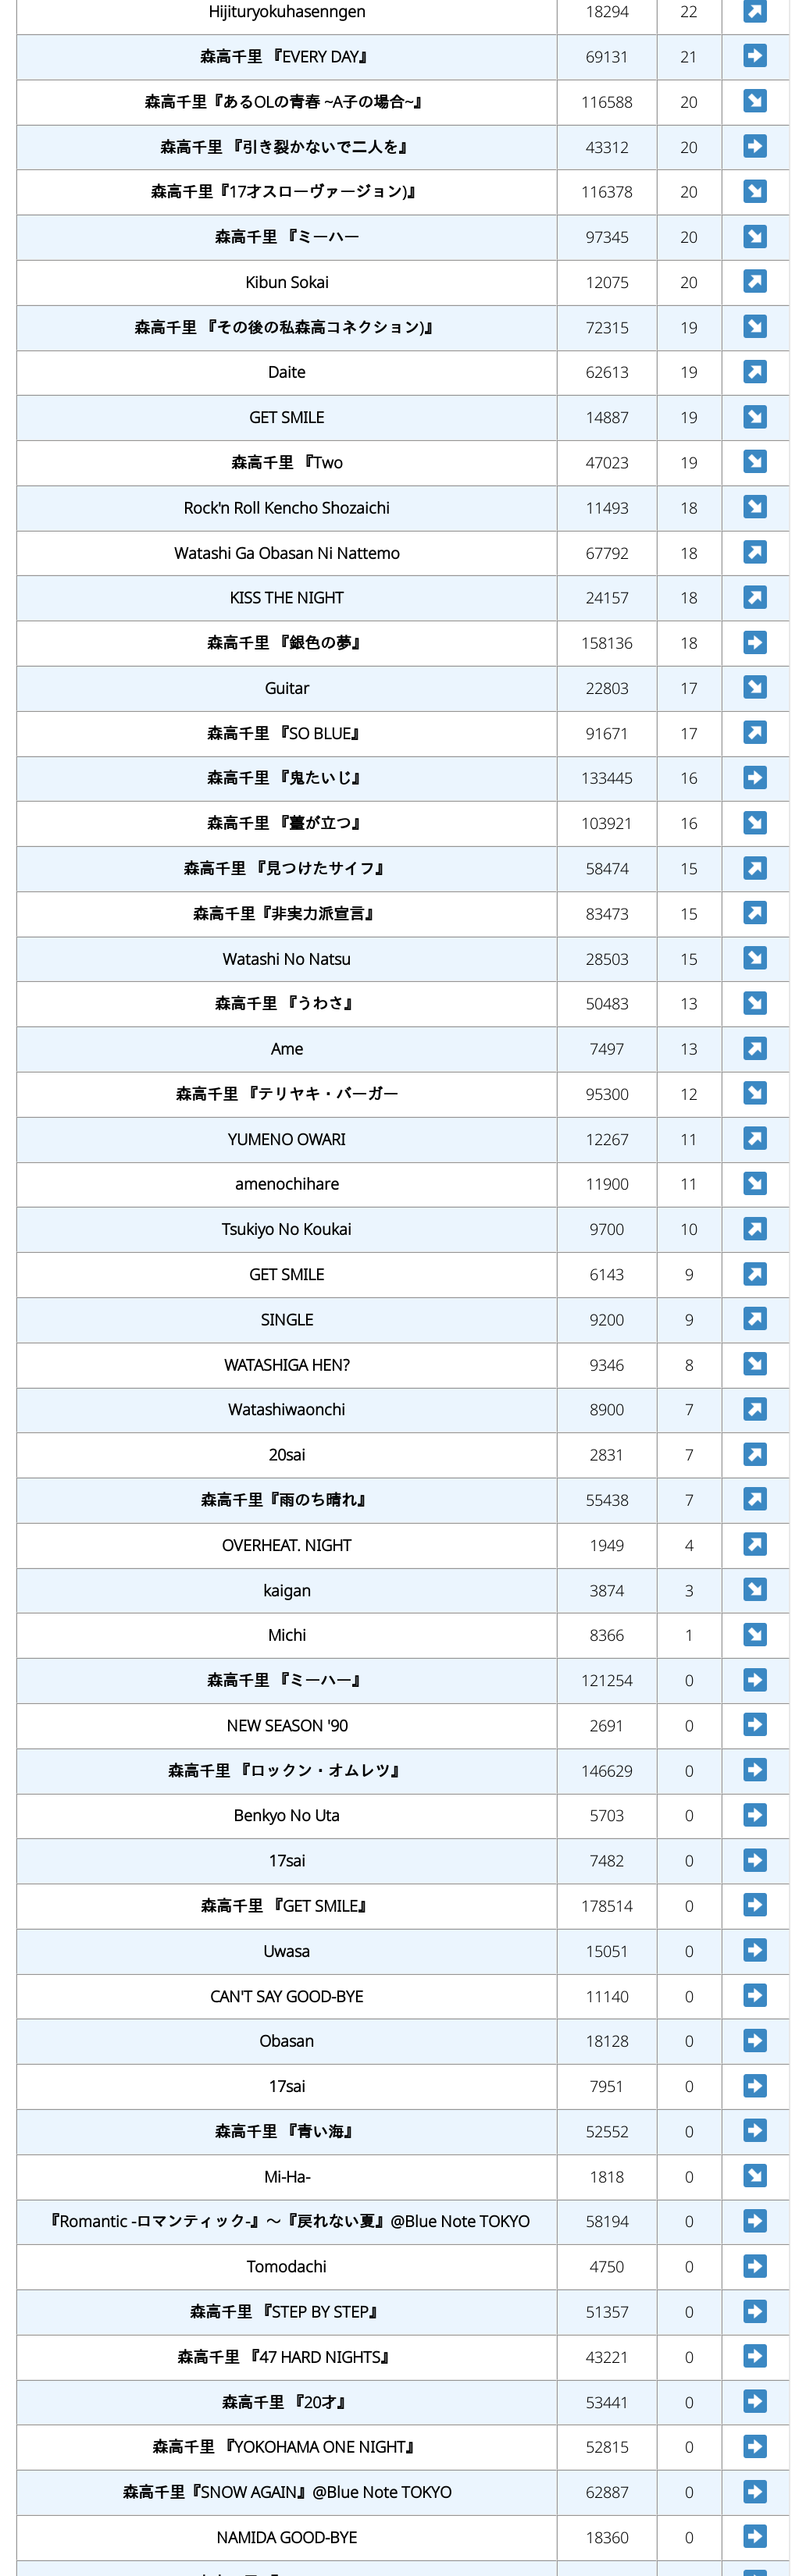 Hijituryokuhasenngen 18294 22
森高千里 『EVERY DAY』 69131 21
森高千里『あるOLの青春 ~A子の場合~』 116588 20
森高千里 『引き裂かないで二人を』 43312 20
森高千里『17才スローヴァージョン)』 116378 20
森高千里 『ミーハー 97345 20
Kibun Sokai 12075 20
森高千里 『その後の私森高コネクション)』 72315 19
Daite 62613 19
GET SMILE 14887 19
森高千里 『Two 47023 19
Rock'n Roll Kencho Shozaichi 11493 18
Watashi Ga Obasan Ni Nattemo 67792 18
KISS THE NIGHT 24157 18
森高千里 『銀色の夢』 158136 18
Guitar 22803 17
森高千里 『SO BLUE』 91671 17
森高千里 『鬼たいじ』 133445 16
森高千里 『薹が立つ』 103921 16
森高千里 『見つけたサイフ』 58474 15
森高千里『非実力派宣言』 83473 15
Watashi No Natsu 28503 15
森高千里 『うわさ』 50483 13
Ame 7497 13
森高千里 『テリヤキ・バーガー 95300 12
YUMENO OWARI 12267 11
amenochihare 11900 11
Tsukiyo No Koukai 9700 10
GET SMILE 6143 9
SINGLE 9200 9
WATASHIGA HEN? 9346 8
Watashiwaonchi 8900 7
20sai 2831 7
森高千里『雨のち晴れ』 55438 7
OVERHEAT. NIGHT 1949 4
kaigan 3874 3
Michi 8366 1
森高千里 『ミーハー』 121254 0
NEW SEASON '90 2691 0
森高千里 『ロックン・オムレツ』 146629 0
Benkyo No Uta 5703 0
17sai 7482 0
森高千里 『GET SMILE』 178514 0
Uwasa 15051 0
CAN'T SAY GOOD-BYE 11140 0
Obasan 18128 0
17sai 7951 0
森高千里 『青い海』 52552 0
Mi-Ha- 1818 0
『Romantic -ロマンティック-』～『戻れない夏』@Blue Note TOKYO 58194 0
Tomodachi 4750 0
森高千里 『STEP BY STEP』 51357 0
森高千里 『47 HARD NIGHTS』 43221 0
森高千里 『20才』 53441 0
森高千里 『YOKOHAMA ONE NIGHT』 52815 0
森高千里『SNOW AGAIN』@Blue Note TOKYO 62887 0
NAMIDA GOOD-BYE 18360 0